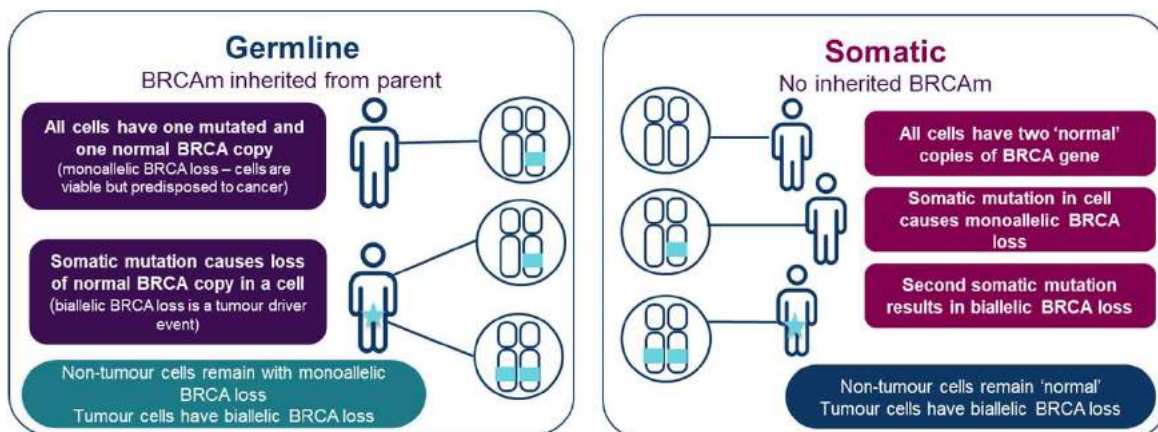 Germline
BRCAm inherited from parent
All cells have one mutated and
one normal BRCA copy
(monoallelic BRCA loss – cells are
viable but predisposed to cancer)
Somatic mutation causes loss
of normal BRCA copy in a cell
(biallelic BRCA loss is a tumour driver
event)
Non-tumour cells remain with monoallelic
BRCA loss
Tumour cells have biallelic BRCA loss
Somatic
No inherited BRCAm
All cells have two ‘normal’
copies of BRCA gene
Somatic mutation in cell
causes monoallelic BRCA
loss
Second somatic mutation
results in biallelic BRCA loss
Non-tumour cells remain ‘normal’
Tumour cells have biallelic BRCA loss